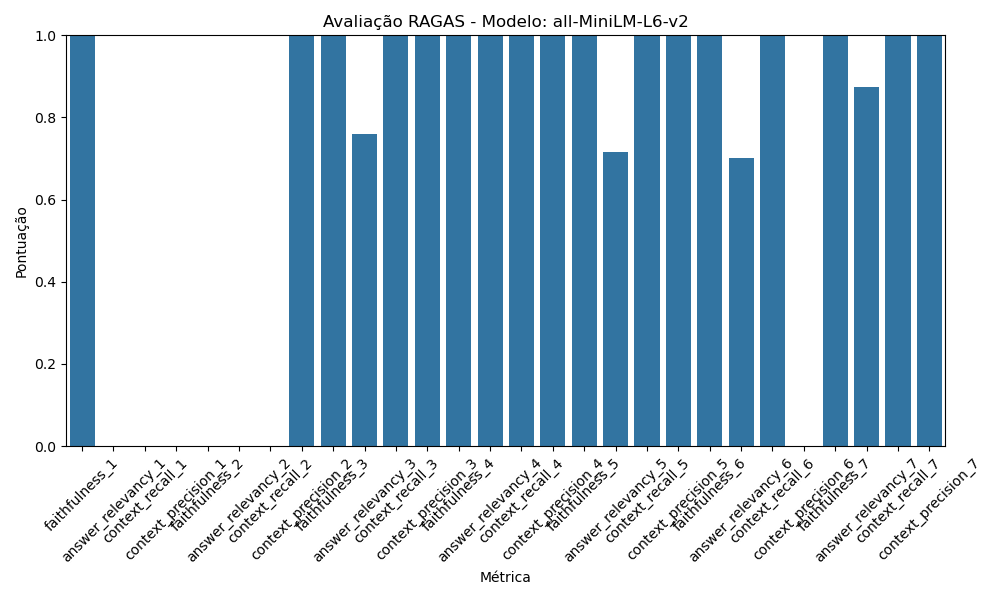 Avaliação RAGAS - Modelo: all-MiniLM-L6-v2
1.0
0.8
0.6
0.4
0.2
0.0
Pontuação
faithfulness_1
answer_relevancy_1
context_recall_1
context_precision_1
faithfulness_2
answer_relevancy_2
context_recall_2
context_precision_2
faithfulness_3
answer_relevancy_3
context_recall_3
context_precision_3
faithfulness_4
answer_relevancy_4
context_recall_4
context_precision_4
faithfulness_5
answer_relevancy_5
context_recall_5
context_precision_5
faithfulness_6
answer_relevancy_6
context_recall_6
context_precision_6
faithfulness_7
answer_relevancy_7
context_recall_7
context_precision_7
Métrica